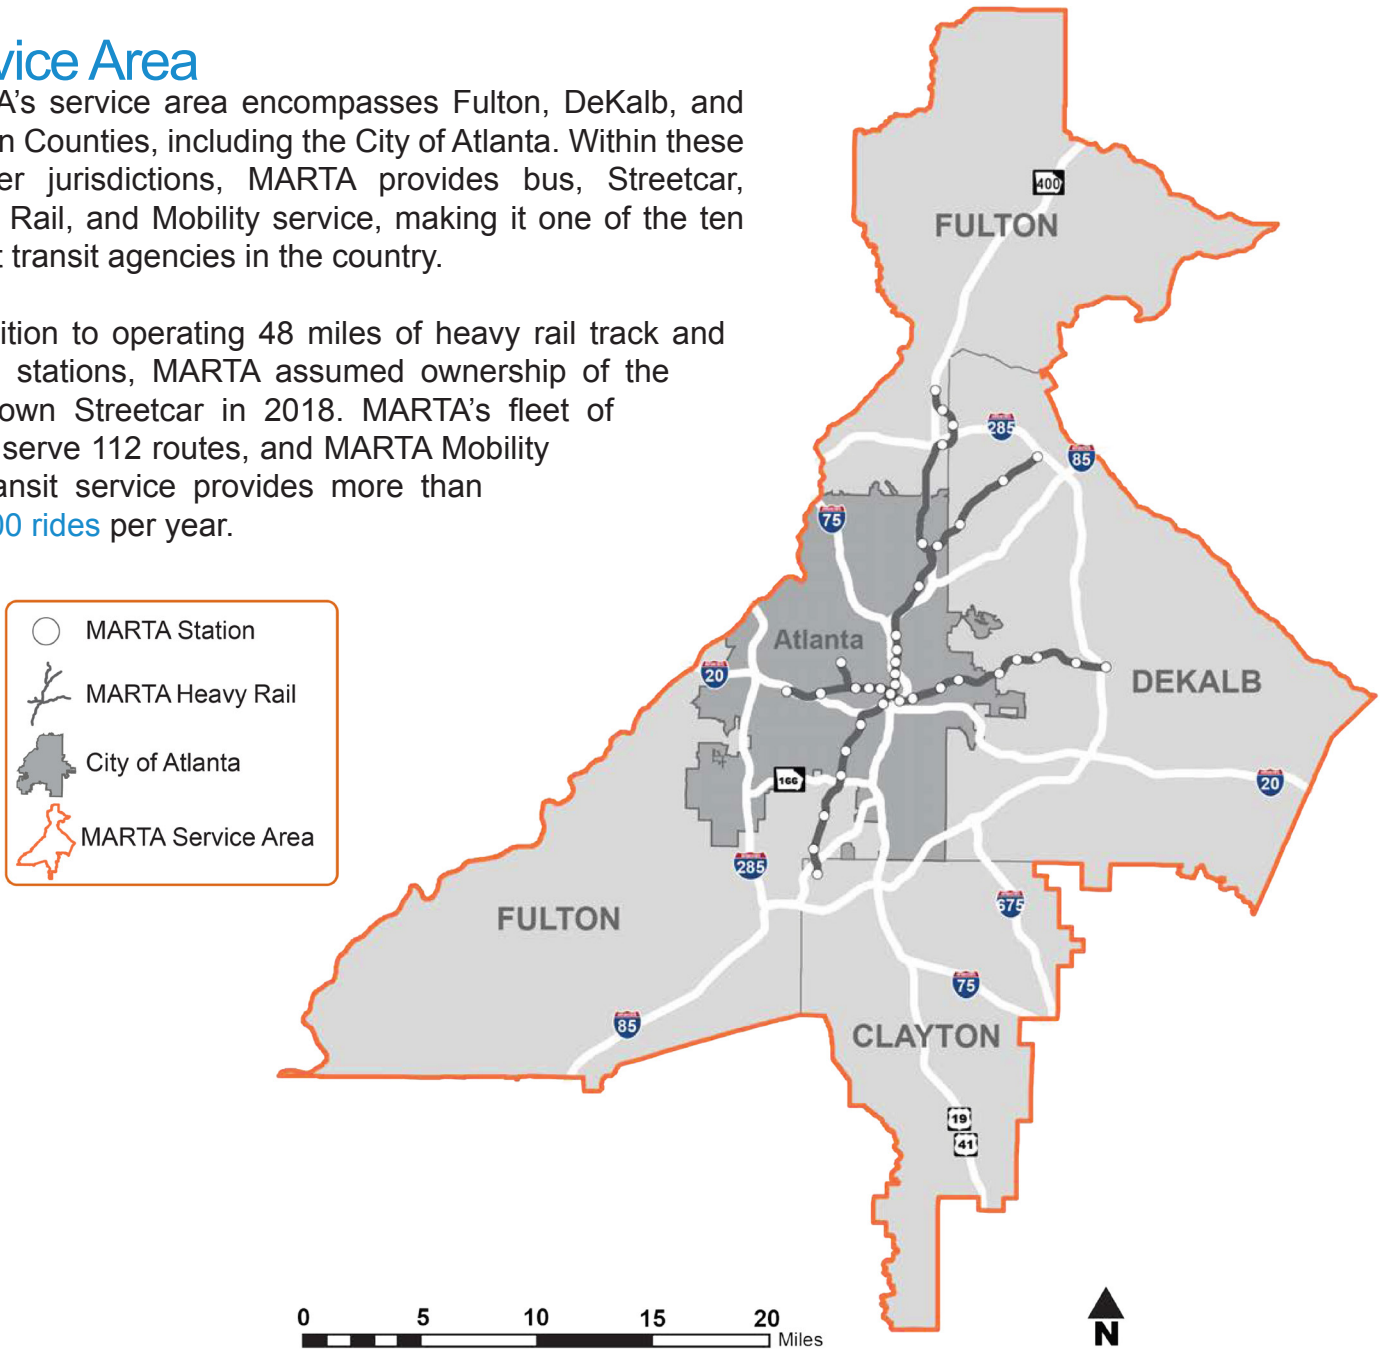 vice Area
A's service area encompasses Fulton, DeKalb, and
n Counties, including the City of Atlanta. Within these
er jurisdictions, MARTA provides bus, Streetcar,
Rail, and Mobility service, making it one of the ten
t transit agencies in the country.
ition to operating 48 miles of heavy rail track and
stations, MARTA assumed ownership of the
own Streetcar in 2018. MARTA's fleet of
serve 112 routes, and MARTA Mobility
ansit service provides more than
00 rides per year.
MARTA Station
MARTA Heavy Rail
City of Atlanta
MARTA Service Area
400
FULTON
285
85
75
Atlanta
20
DEKALB
166
20
285
675
FULTON
75
85
CLAYTON
19
41
0 5 10 15 20
Miles
N